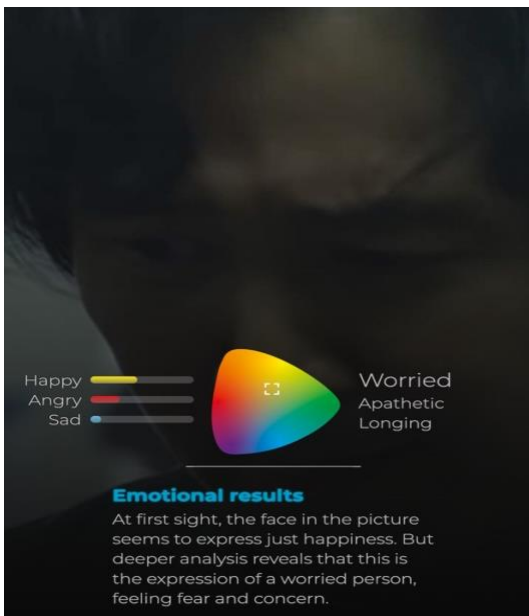 Happy
Angry
Sad
Worried
Apathetic
Longing
Emotional results
At first sight, the face in the picture
seems to express just happiness. But
deeper analysis reveals that this is
the expression of a worried person,
feeling fear and concern.